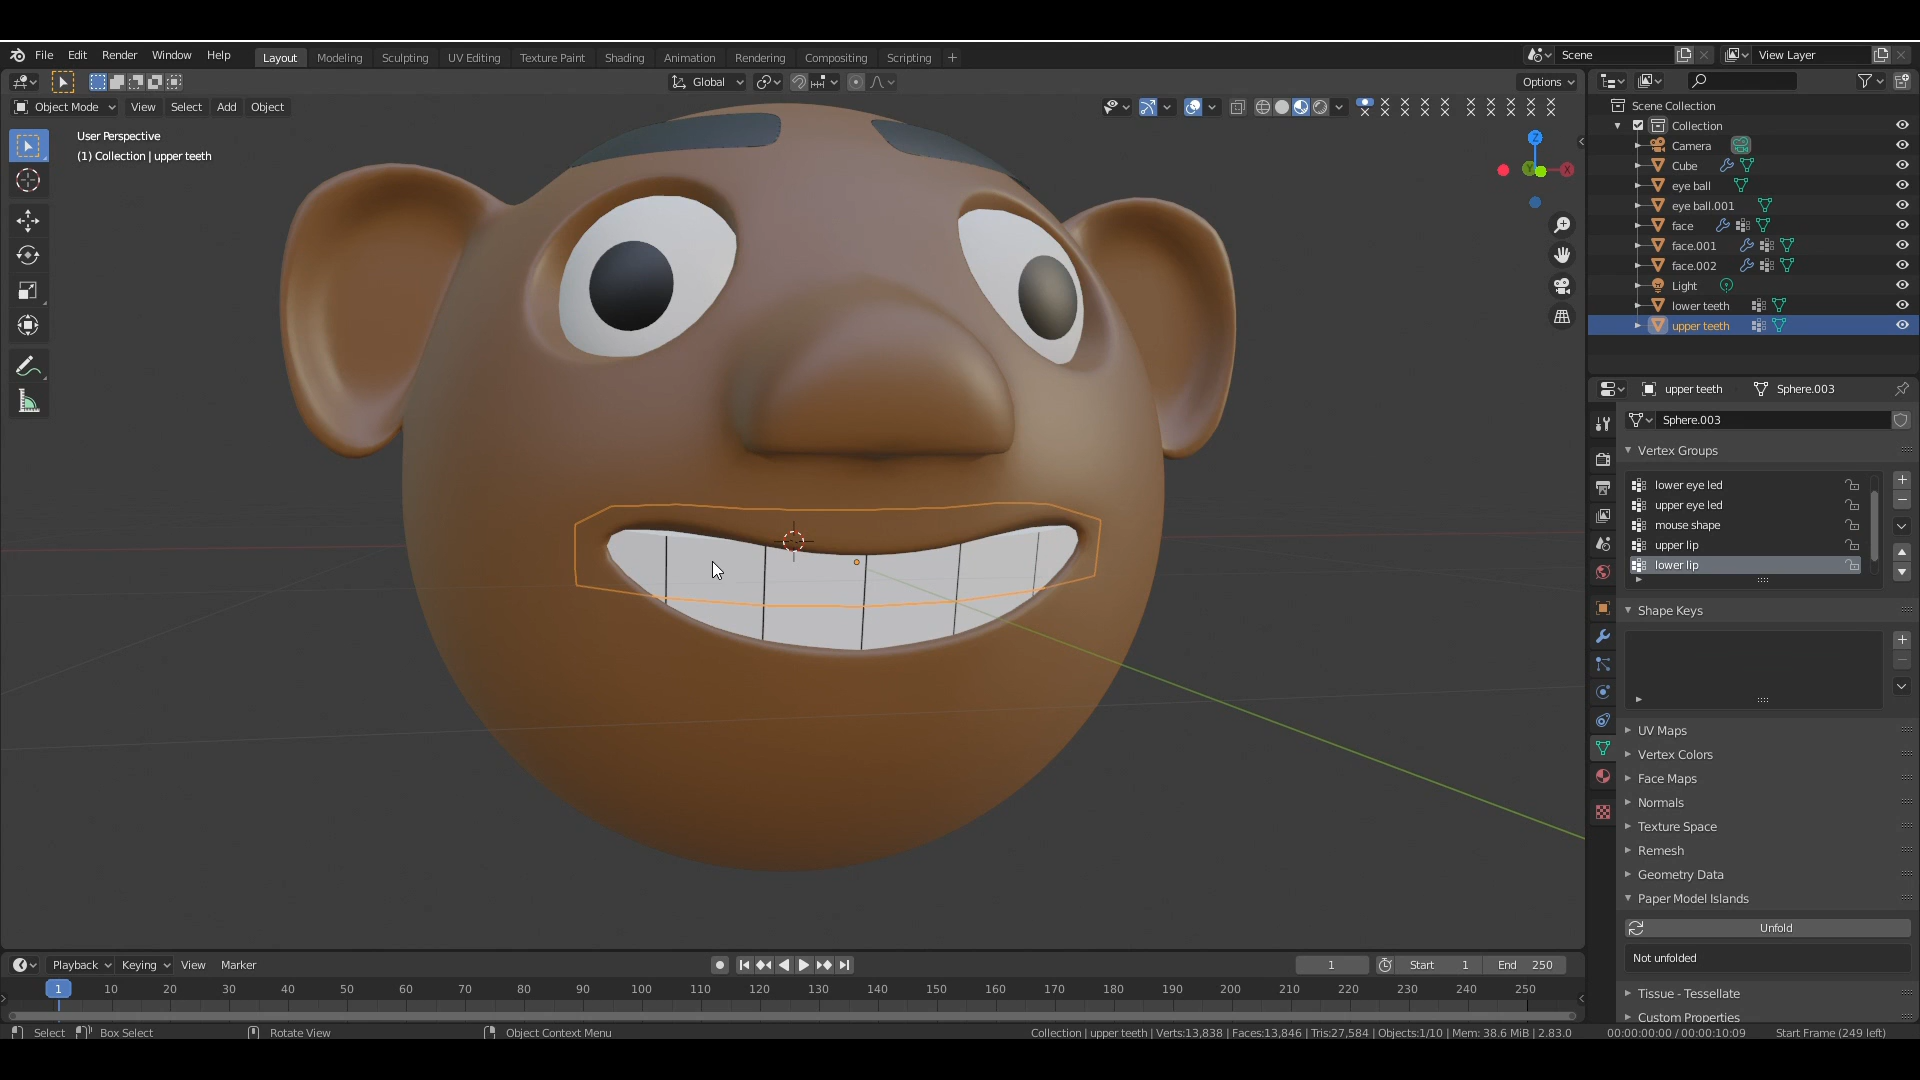 File Edit Render Window Help Layout Modeling Sculpting UV Editing Texture Paint Shading Animation Rendering Compositing Scripting + Scene View Layer
Global Options
Object Mode View Select Add Object
User Perspective
(1) Collection | upper teeth
Z
Scene Collection
Collection
Camera
Cube
eye ball
eye ball.001
face
face.001
face.002
Light
lower teeth
upper teeth
upper teeth Sphere.003
Sphere.003
Vertex Groups
lower eye led
upper eye led
mouse shape
upper lip
lower lip
Shape Keys
UV Maps
Vertex Colors
Face Maps
Normals
Texture Space
Remesh
Geometry Data
Paper Model Islands
Unfold
Not unfolded
Tissue - Tessellate
Custom Properties
Playback Keying View Marker 1 Start 1 End 250
1 10 20 30 40 50 60 70 80 90 100 110 120 130 140 150 160 170 180 190 200 210 220 230 240 250
Select Box Select Rotate View Object Context Menu Collection | upper teeth | Verts:13,838 | Faces:13,846 | Tris:27,584 | Objects:1/10 | Mem: 38.6 MiB | 2.83.0 00:00:00:00 / 00:00:10:09 Start Frame (249 left)